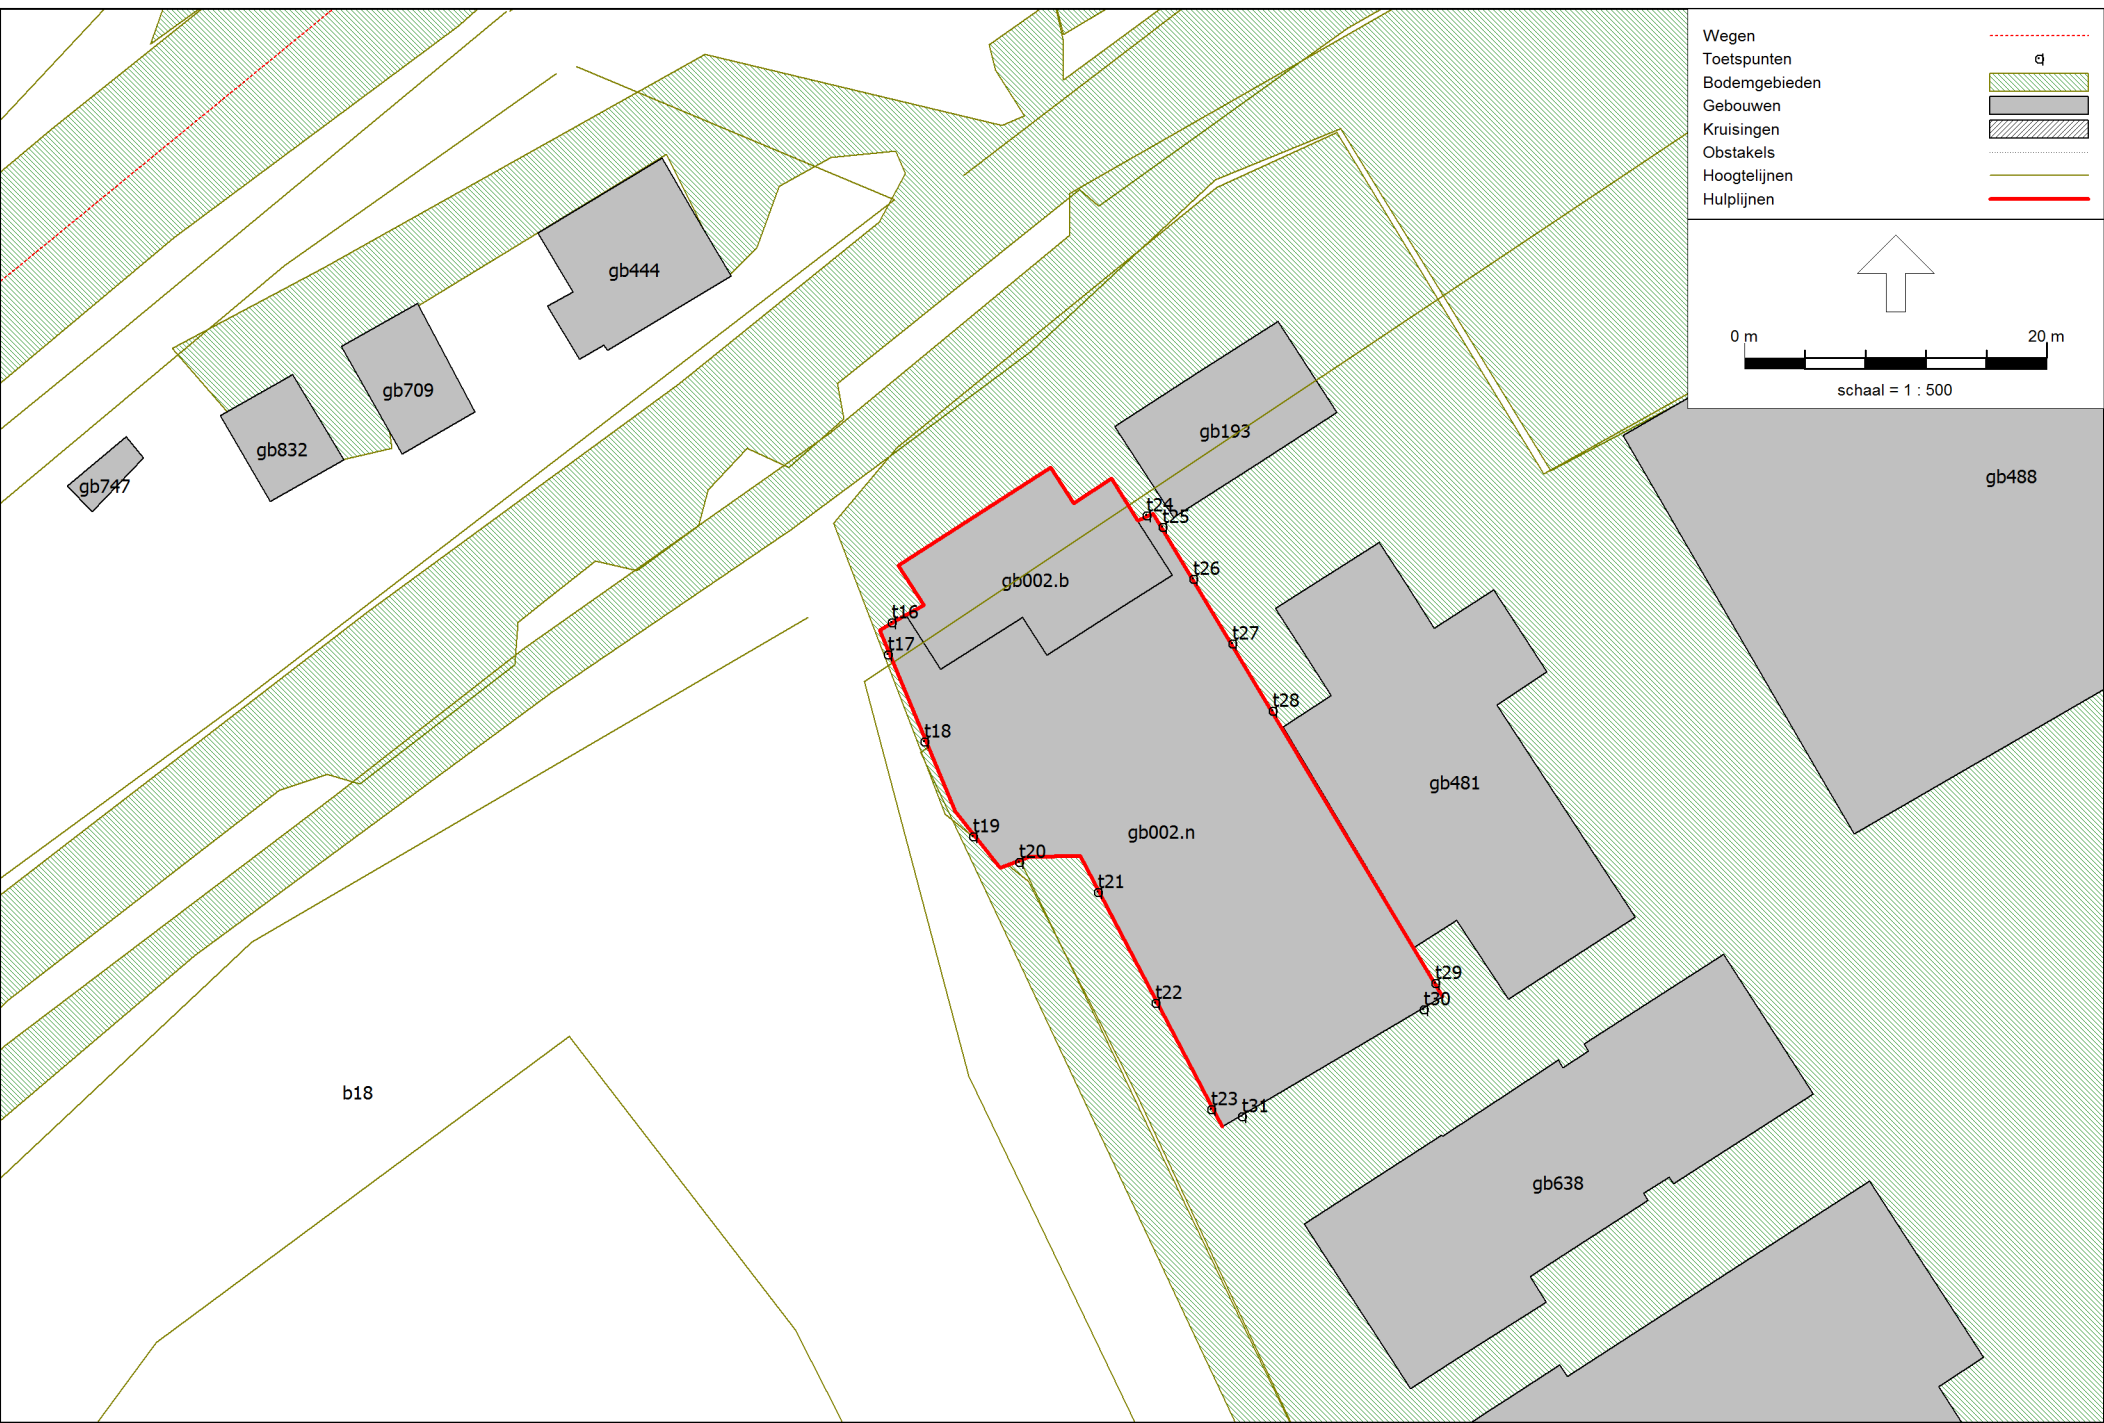 Wegen
Toetspunten
Bodemgebieden
Gebouwen
Kruisingen
Obstakels
Hoogtelijnen
Hulplijnen
0 m 20 m
schaal = 1 : 500
gb444
gb709
gb832
gb747
gb193
gb488
t24
t25
t26
gb002.b
t16
t17
t27
t28
t18
gb481
t19
gb002.n
t20
t21
t29
t22
t30
b18
t23
t31
gb638